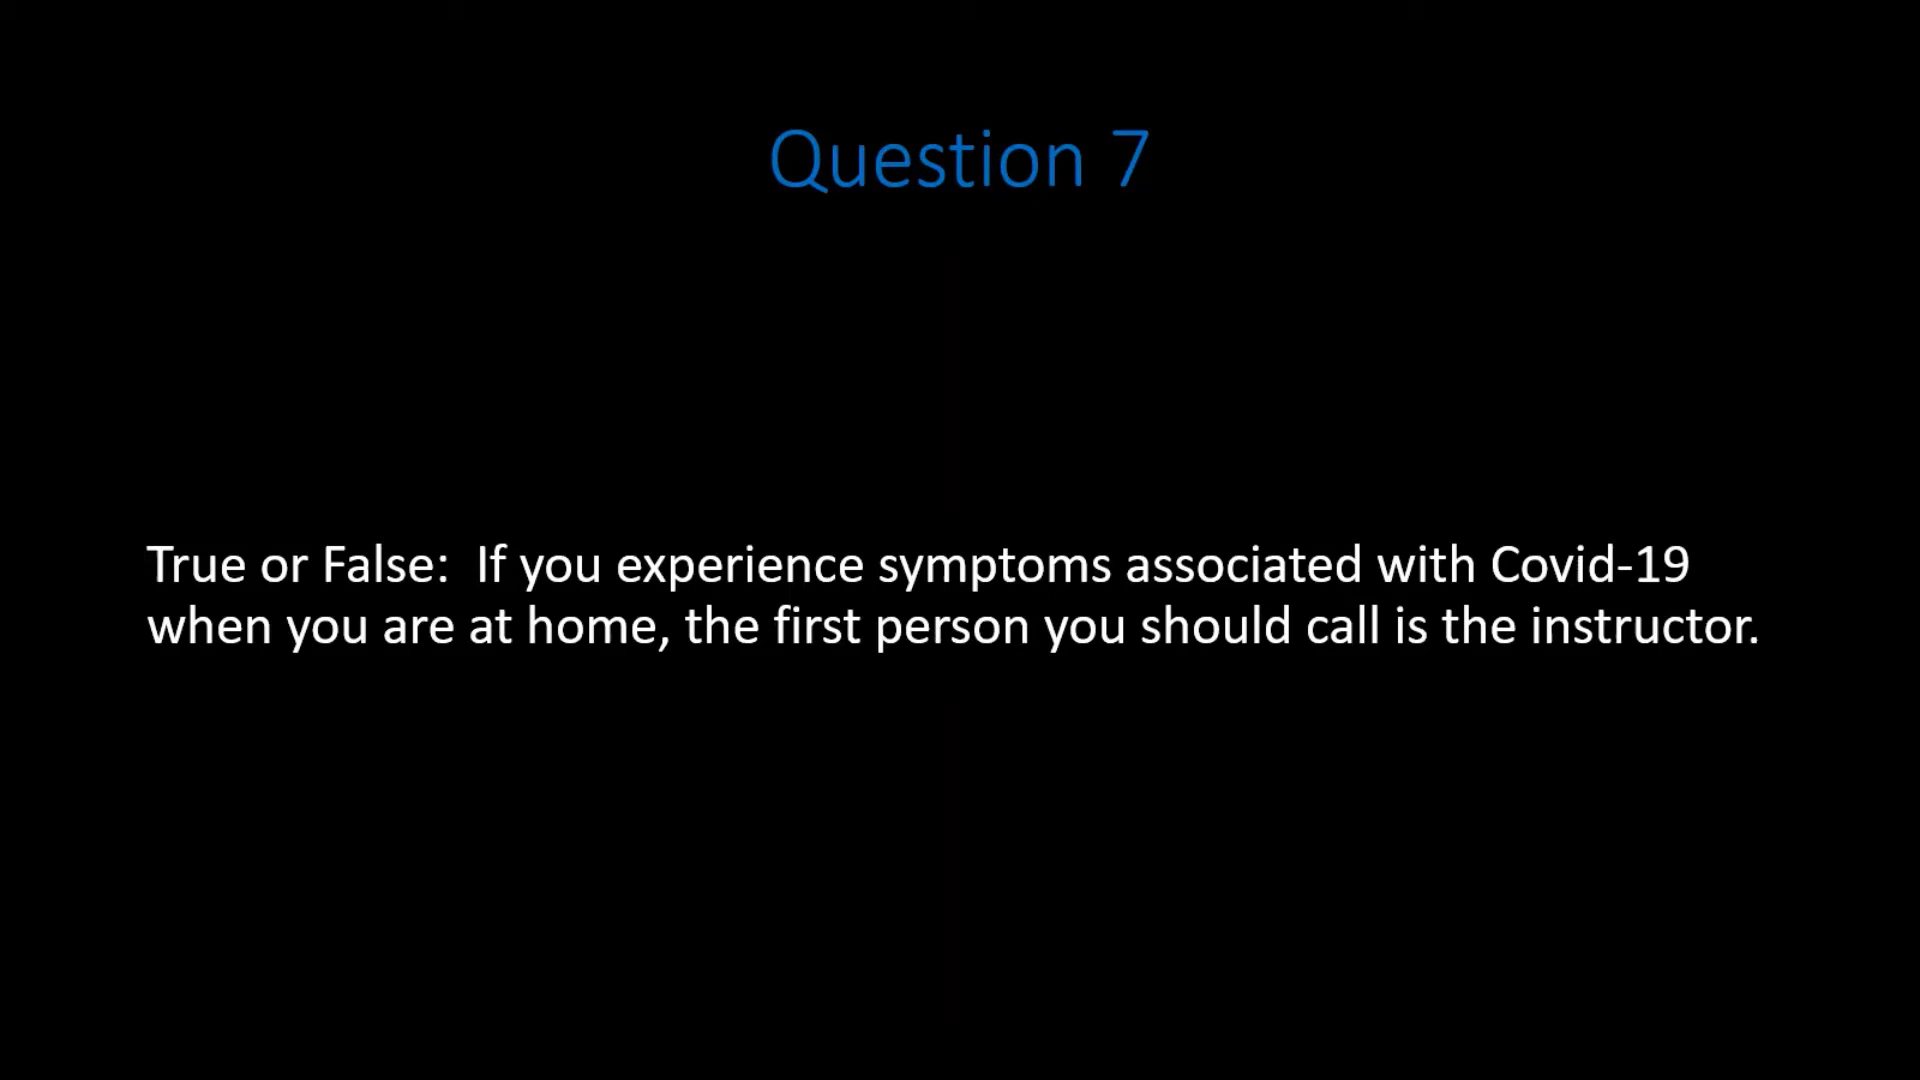 Question 7
True or False:  If you experience symptoms associated with Covid-19
when you are at home, the first person you should call is the instructor.